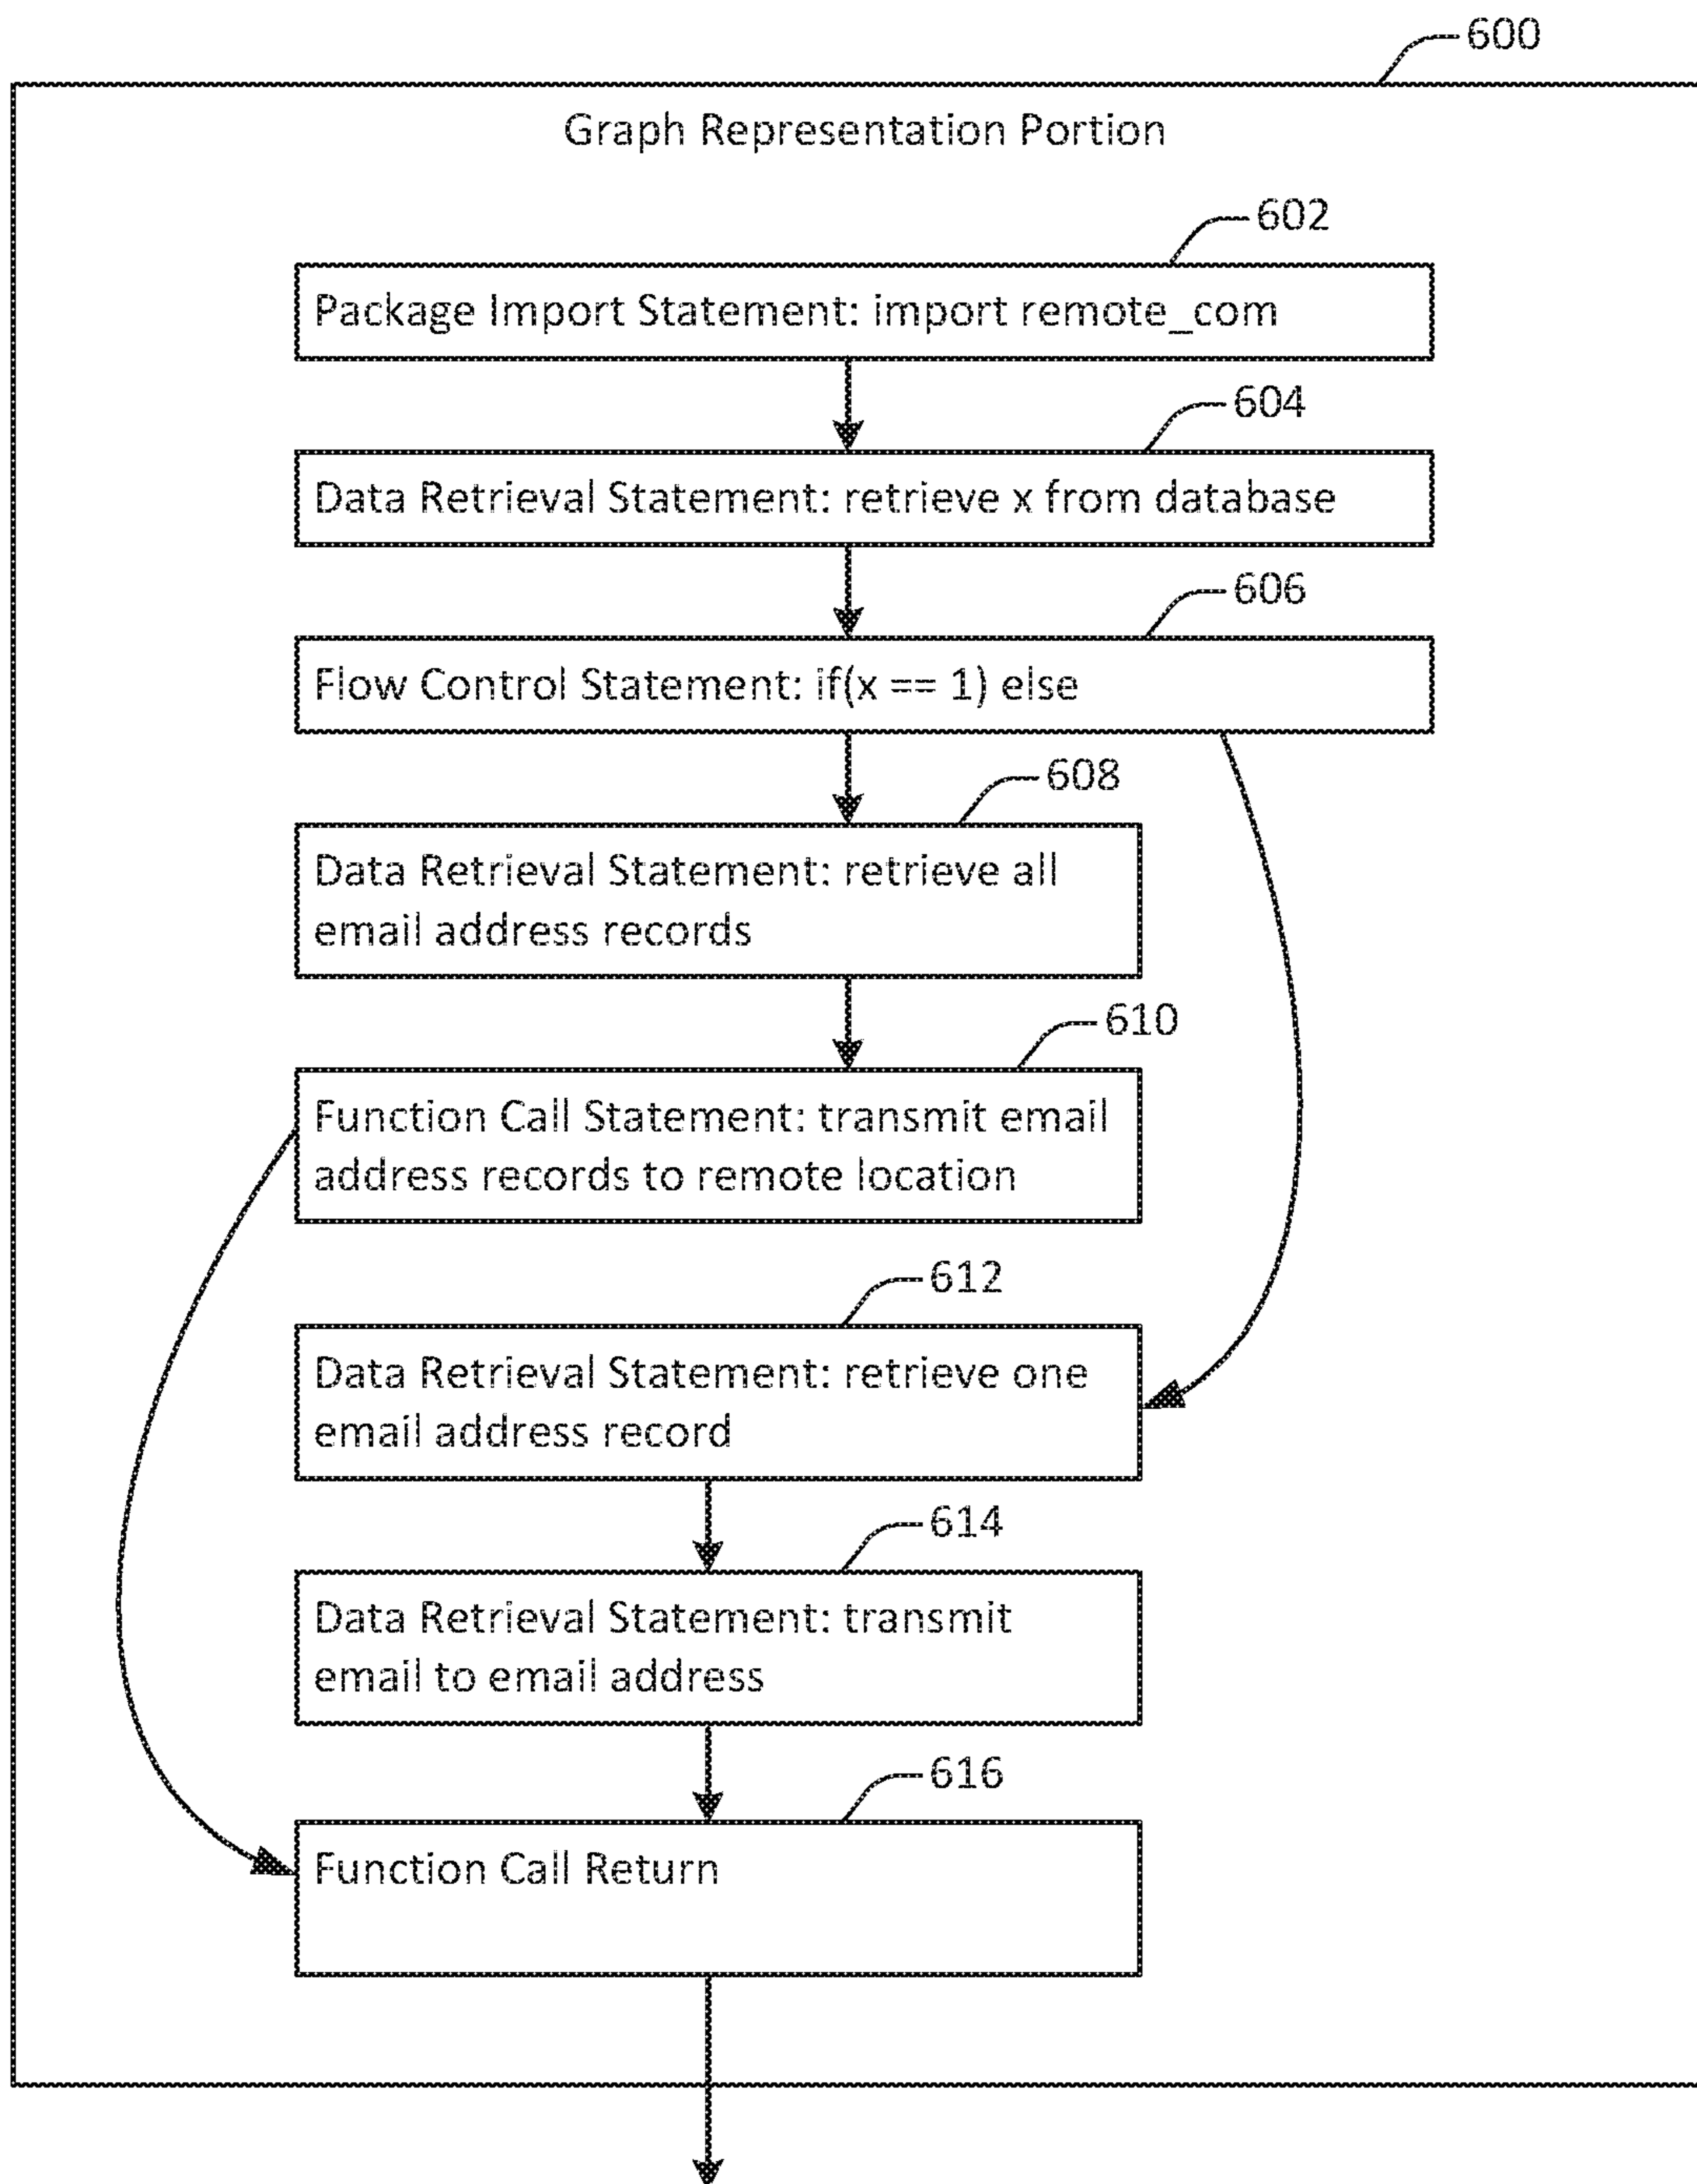 600
Graph Representation Portion
602
Package Import Statement: import remote_com
604
Data Retrieval Statement: retrieve x from database
606
Flow Control Statement: if(x == 1) else
608
Data Retrieval Statement: retrieve all
email address records
610
Function Call Statement: transmit email
address records to remote location
612
Data Retrieval Statement: retrieve one
email address record
614
Data Retrieval Statement: transmit
email to email address
616
Function Call Return